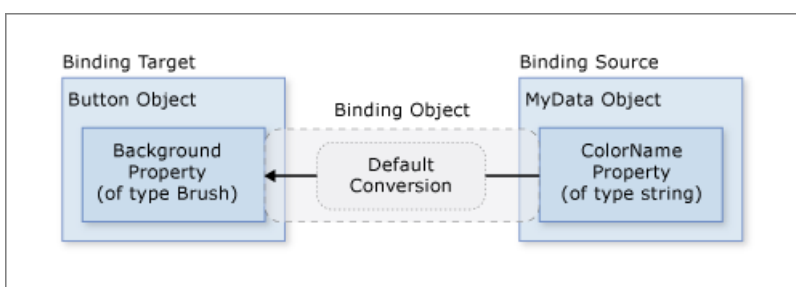 Binding Target
Button Object
Background
Property
(of type Brush)
Binding Object
Default
Conversion
Binding Source
MyData Object
ColorName
Property
(of type string)